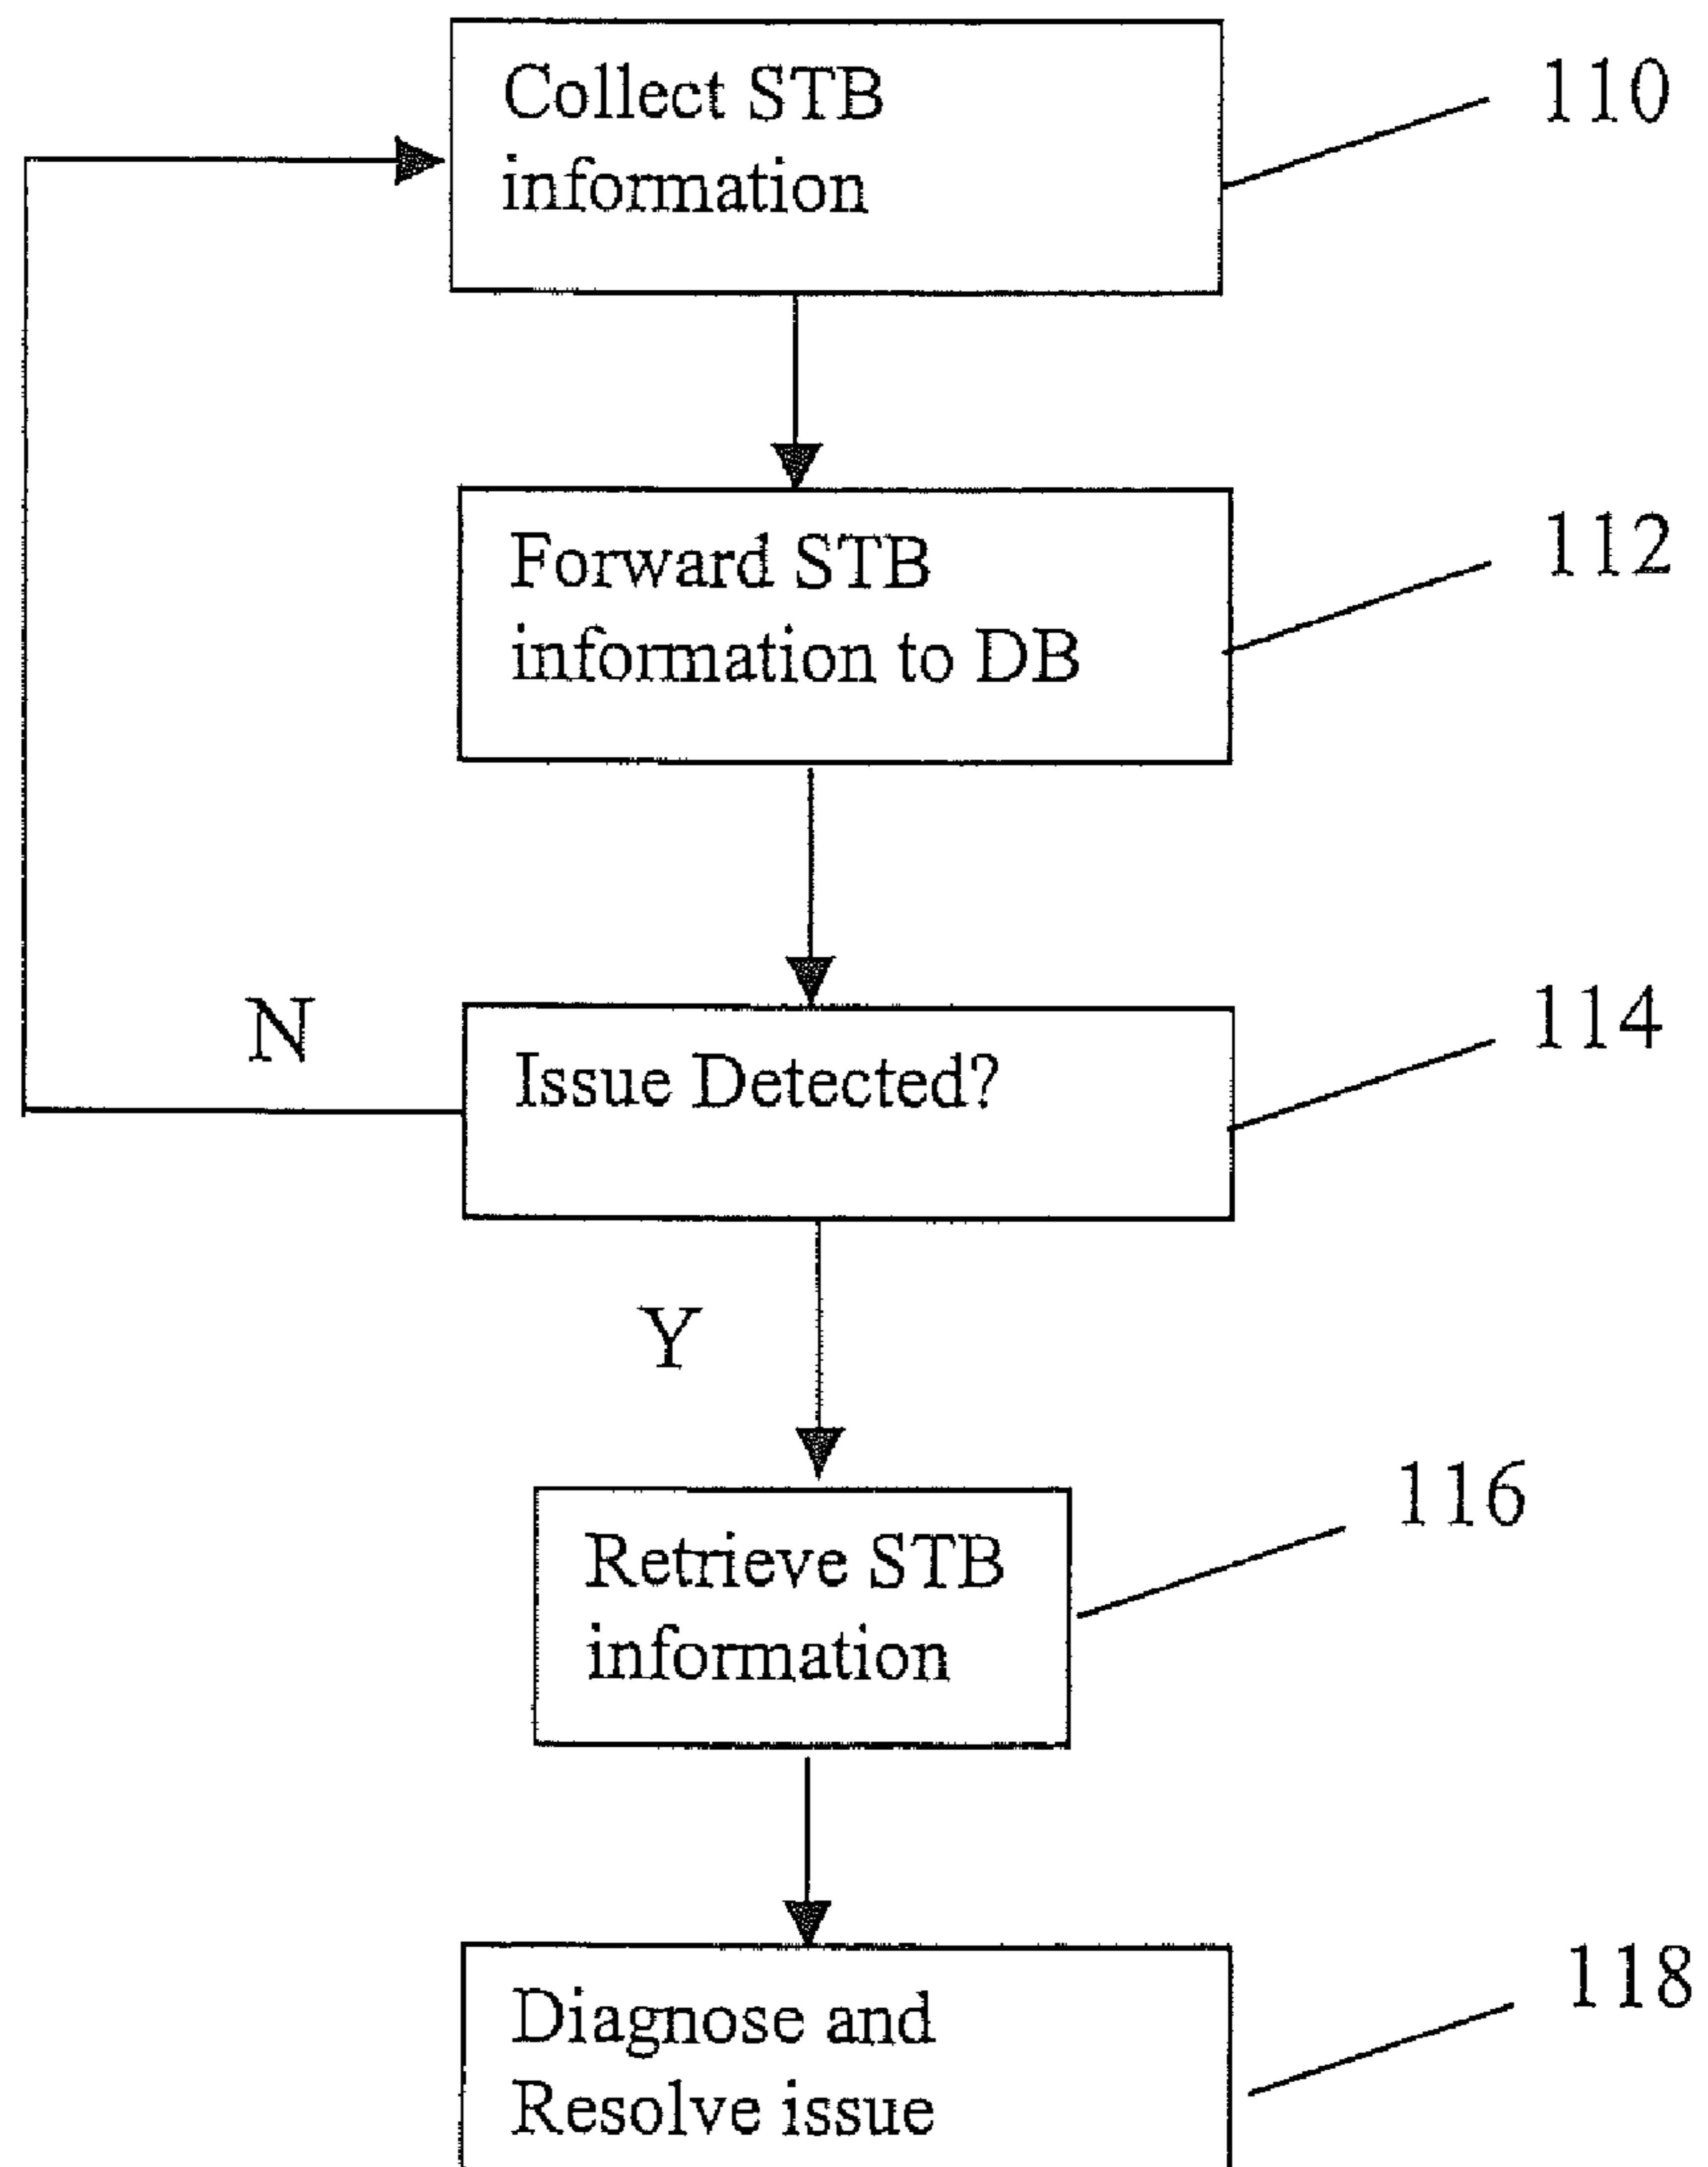 Collect STB
information
110
Forward STB
information to DB
112
N
Issue Detected?
114
Y
Retrieve STB
information
116
Diagnose and
Resolve issue
118